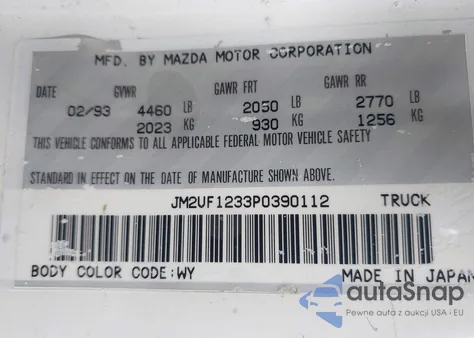 MFD. BY MAZDA MOTOR CORPORATION
DATE GVWR GAWR FRT GAWR RR
02/93 4460 LB 2050 LB 2770 LB
2023 KG 930 KG 1256 KG
THIS VEHICLE CONFORMS TO ALL APPLICABLE FEDERAL MOTOR VEHICLE SAFETY
STANDARD IN EFFECT ON THE DATE OF MANUFACTURE SHOWN ABOVE.
JM2UF1233P0390112 TRUCK
BODY COLOR CODE:WY MADE IN JAPAN
autoSnap
Pewne auta z aukcji USA i EU